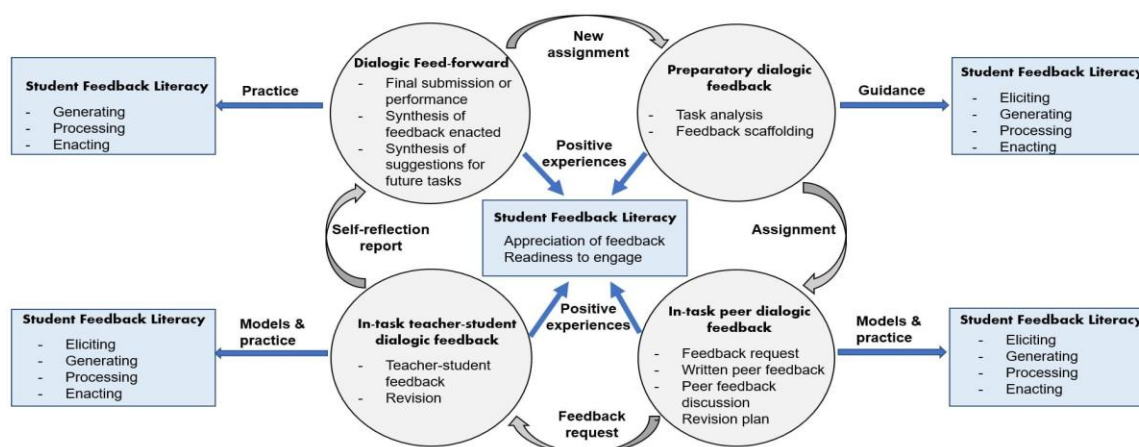 New
assignment
Dialogic Feed-forward
- Final submission or
performance
- Synthesis of
feedback enacted
- Synthesis of
suggestions for
future tasks
Preparatory dialogic
feedback
- Task analysis
- Feedback scaffolding
Student Feedback Literacy
- Generating
- Processing
- Enacting
Practice
Guidance
Student Feedback Literacy
- Eliciting
- Generating
- Processing
- Enacting
Positive
experiences
Student Feedback Literacy
Appreciation of feedback
Readiness to engage
Self-reflection
report
Assignment
Positive
experiences
Student Feedback Literacy
- Eliciting
- Generating
- Processing
- Enacting
Models &
practice
In-task teacher-student
dialogic feedback
- Teacher-student
feedback
- Revision
In-task peer dialogic
feedback
- Feedback request
- Written peer feedback
- Peer feedback
discussion
- Revision plan
Models &
practice
Student Feedback Literacy
- Eliciting
- Generating
- Processing
- Enacting
Feedback
request